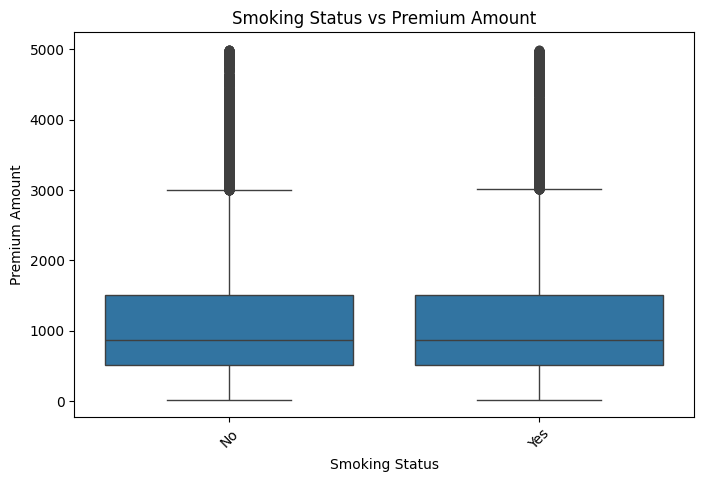 Smoking Status vs Premium Amount
Premium Amount
5000
4000
3000
2000
1000
0
No
Yes
Smoking Status